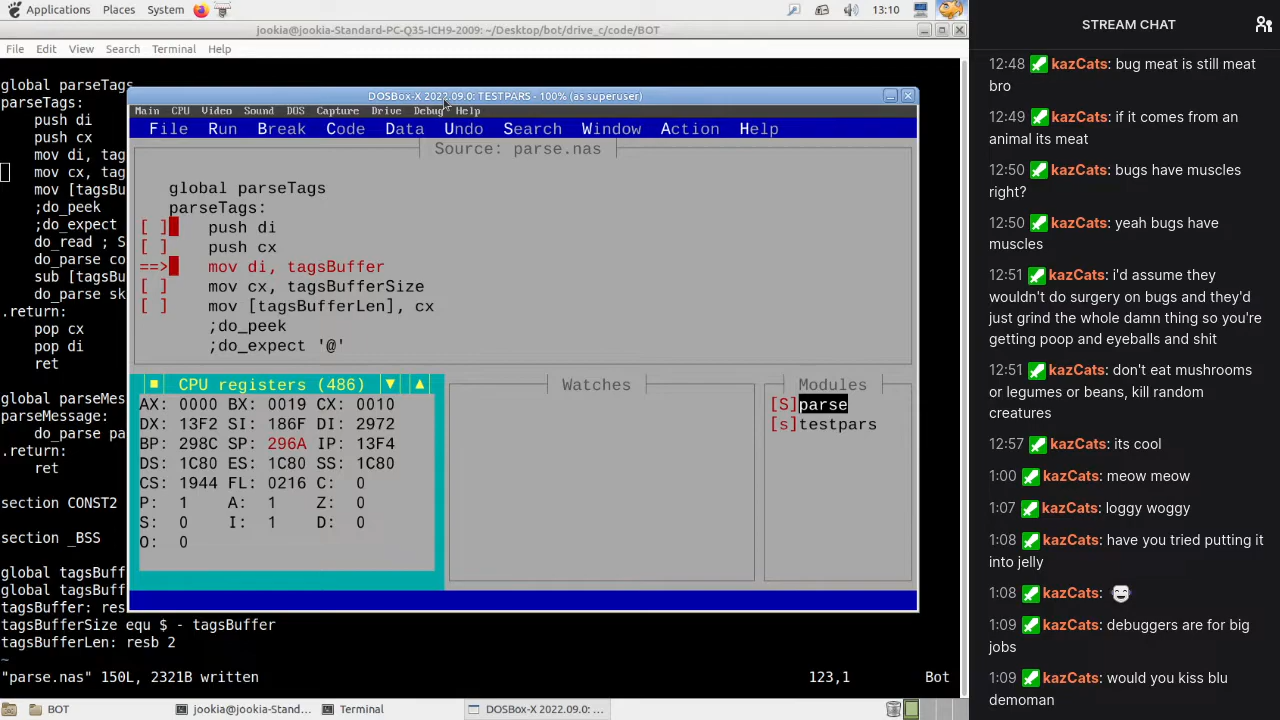 Applications Places System 13:10
jookia@jookia-Standard-PC-Q35-ICH9-2009: ~/Desktop/bot/drive_c/code/BOT
File Edit View Search Terminal Help
global parseTags
parseTags:
push di
push cx
mov di, tag
mov cx, tag
mov [tagsBu
;do_peek
;do_expect
do_read ; S
do_parse co
sub [tagsB
do_parse sk
.return:
pop cx
pop di
ret
global parseMes
parseMessage:
do_parse pa
.return:
ret
section CONST2
section _BSS
global tagsBuff
global tagsBuff
tagsBuffer: res
tagsBufferSize equ $ - tagsBuffer
tagsBufferLen: resb 2
~
"parse.nas" 150L, 2321B written 123,1 Bot
DOSBox-X 2022.09.0: TESTPARS - 100% (as superuser)
Main CPU Video Sound DOS Capture Drive Debug Help
File Run Break Code Data Undo Search Window Action Help
Source: parse.nas
global parseTags
parseTags:
[ ] push di
[ ] push cx
==> mov di, tagsBuffer
[ ] mov cx, tagsBufferSize
[ ] mov [tagsBufferLen], cx
;do_peek
;do_expect '@'
■ CPU registers (486) ▼ ▲
AX: 0000 BX: 0019 CX: 0010
DX: 13F2 SI: 186F DI: 2972
BP: 298C SP: 296A IP: 13F4
DS: 1C80 ES: 1C80 SS: 1C80
CS: 1944 FL: 0216 C: 0
P: 1 A: 1 Z: 0
S: 0 I: 1 D: 0
O: 0
Watches
Modules
[S]parse
[s]testpars
BOT jookia@jookia-Stand... Terminal DOSBox-X 2022.09.0: ...
STREAM CHAT
12:48 kazCats: bug meat is still meat
bro
12:49 kazCats: if it comes from an
animal its meat
12:50 kazCats: bugs have muscles
right?
12:50 kazCats: yeah bugs have
muscles
12:51 kazCats: i'd assume they
wouldn't do surgery on bugs and they'd
just grind the whole damn thing so you're
getting poop and eyeballs and shit
12:51 kazCats: don't eat mushrooms
or legumes or beans, kill random
creatures
12:57 kazCats: its cool
1:00 kazCats: meow meow
1:07 kazCats: loggy woggy
1:08 kazCats: have you tried putting it
into jelly
1:08 kazCats:
1:09 kazCats: debuggers are for big
jobs
1:09 kazCats: would you kiss blu
demoman